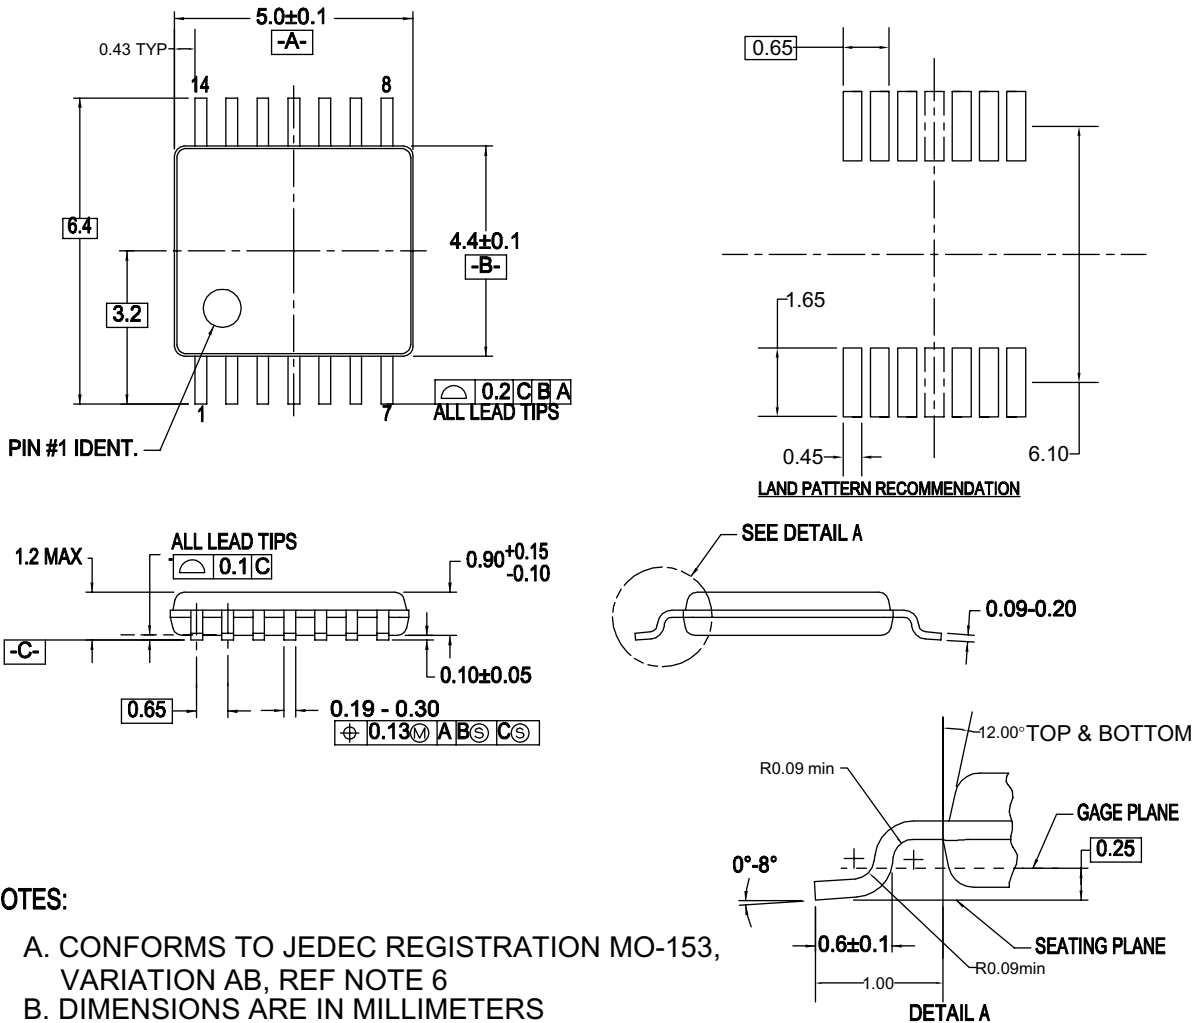 5.0±0.1
-A-
0.43 TYP
14
8
6.4
3.2
4.4±0.1
-B-
0.2 C B A
ALL LEAD TIPS
1
7
PIN #1 IDENT.
0.65
1.65
0.45
6.10
LAND PATTERN RECOMMENDATION
1.2 MAX
ALL LEAD TIPS
0.1 C
0.90+0.15
-0.10
-C-
0.10±0.05
0.65
0.19 - 0.30
0.13Ⓜ A BⓈ CⓈ
SEE DETAIL A
0.09-0.20
12.00° TOP & BOTTOM
R0.09 min
GAGE PLANE
0.25
0°-8°
0.6±0.1
SEATING PLANE
R0.09min
1.00
DETAIL A
OTES:
A. CONFORMS TO JEDEC REGISTRATION MO-153,
VARIATION AB, REF NOTE 6
B. DIMENSIONS ARE IN MILLIMETERS